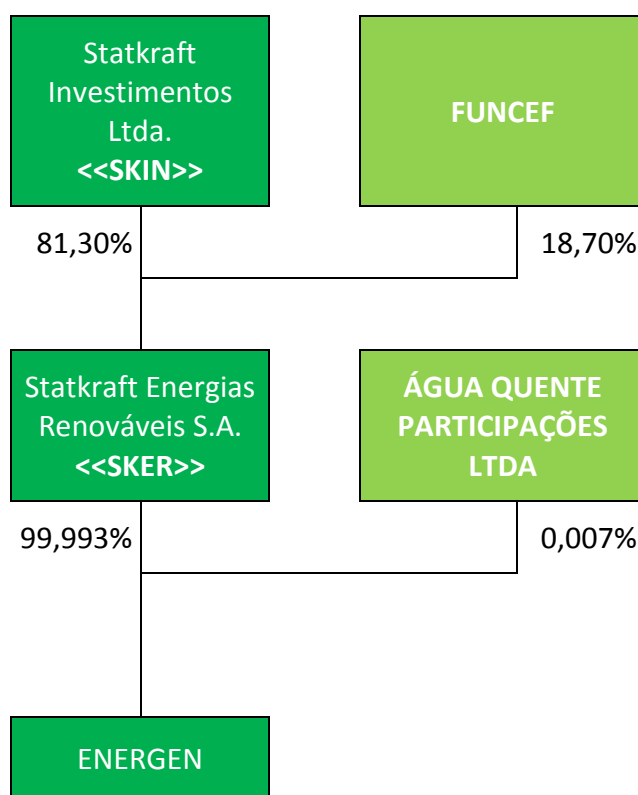 Statkraft
Investimentos
Ltda.
<<SKIN>>
FUNCEF
81,30%
18,70%
Statkraft Energias
Renováveis S.A.
<<SKER>>
ÁGUA QUENTE
PARTICIPAÇÕES
LTDA
99,993%
0,007%
ENERGEN